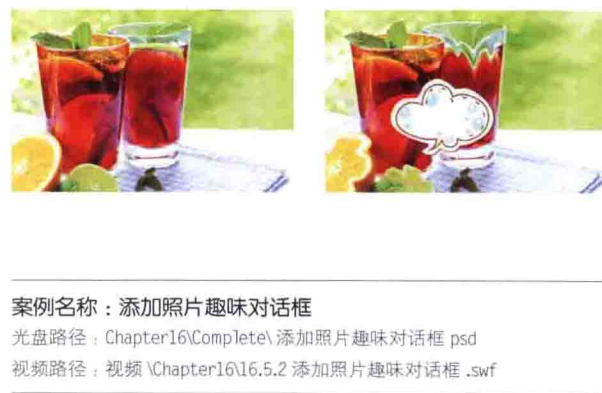 案例名称：添加照片趣味对话框
光盘路径：Chapter16\Complete\添加照片趣味对话框 psd
视频路径：视频 \Chapter16\16.5.2 添加照片趣味对话框 .swf